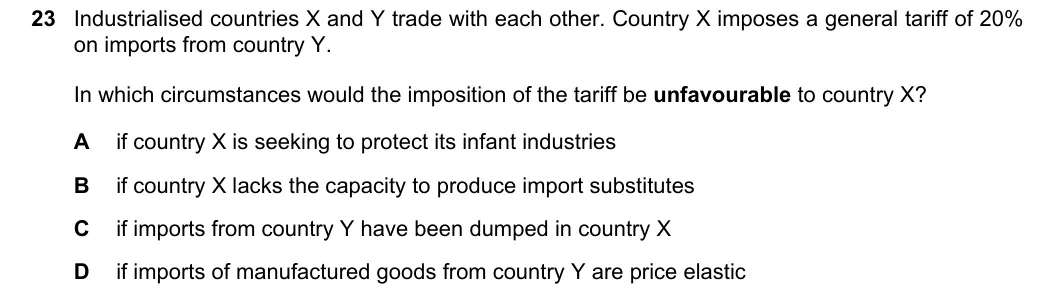 23 Industrialised countries X and Y trade with each other. Country X imposes a general tariff of 20%
on imports from country Y.
In which circumstances would the imposition of the tariff be unfavourable to country X?
A if country X is seeking to protect its infant industries
B if country X lacks the capacity to produce import substitutes
C if imports from country Y have been dumped in country X
D if imports of manufactured goods from country Y are price elastic